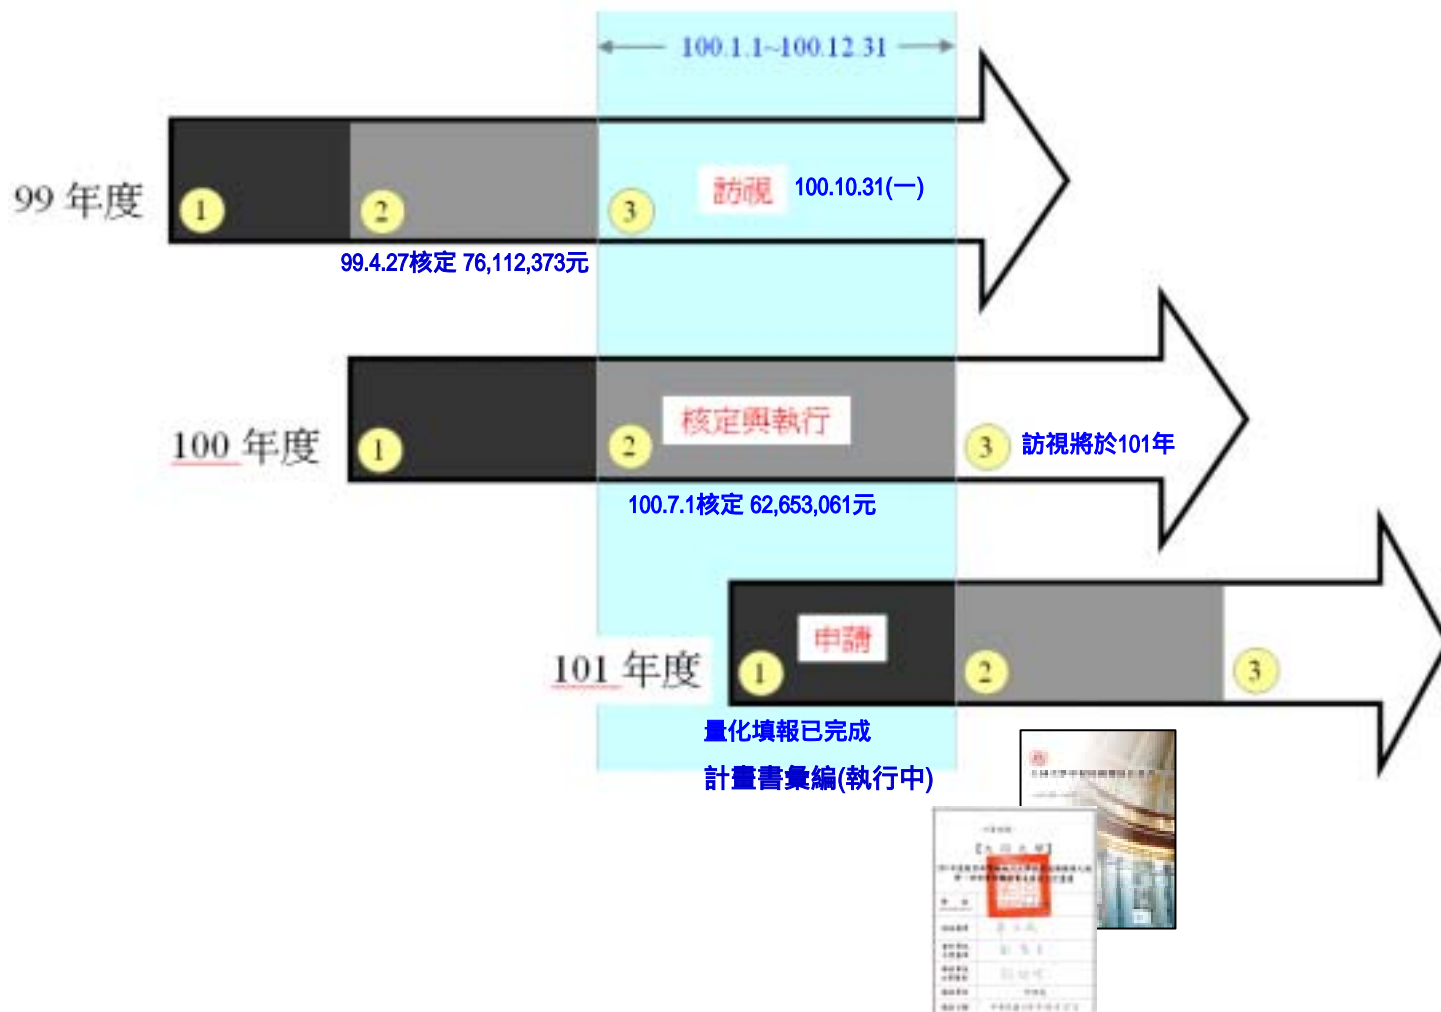 100.1.1~100.12.31
99 年度
1
2
3
訪視
100.10.31(一)
99.4.27核定 76,112,373元
100 年度
1
2
核定與執行
3
訪視將於101年
100.7.1核定 62,653,061元
101 年度
1
申請
2
3
量化填報已完成
計畫書彙編(執行中)